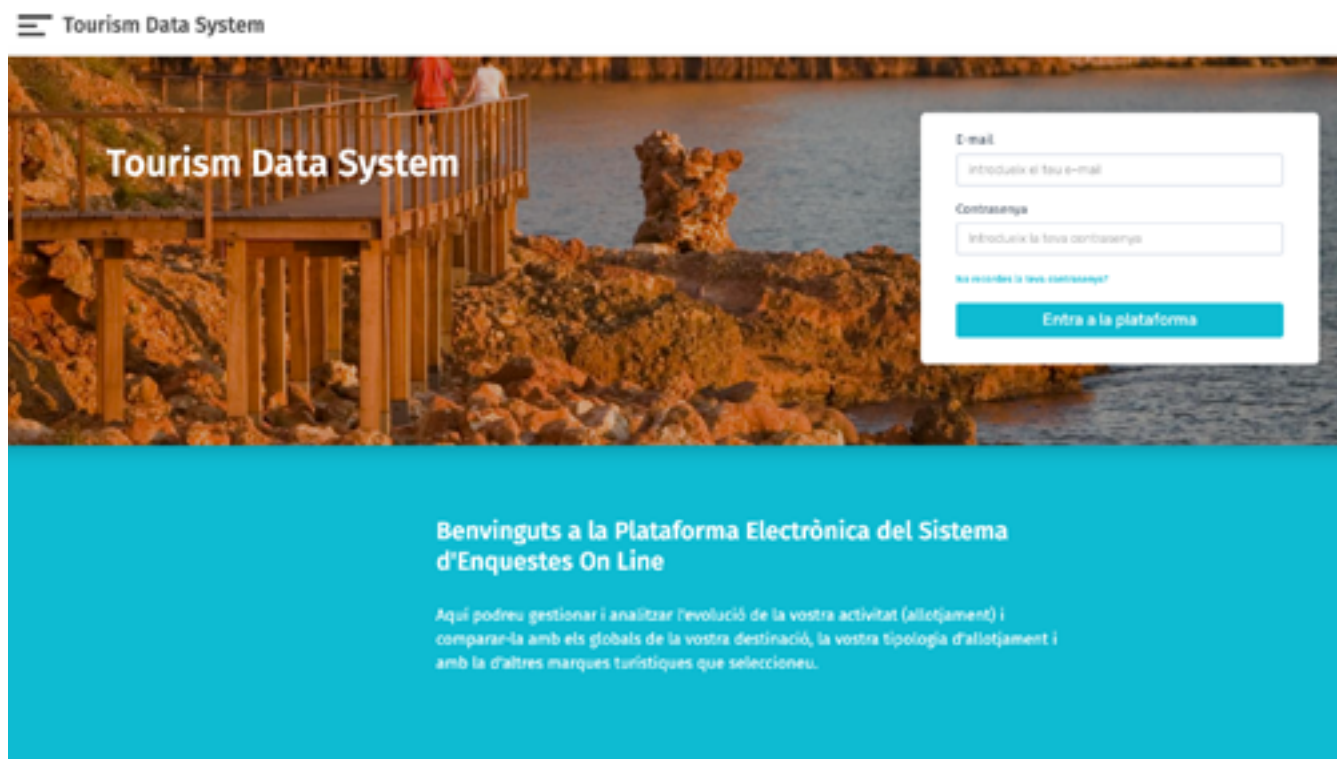 Tourism Data System
Tourism Data System
E-mail
Introdueix el teu e-mail
Contrasenya
Introdueix la teva contrasenya
No recordes la teva contrasenya?
Entra a la plataforma
Benvinguts a la Plataforma Electrònica del Sistema
d'Enquestes On Line
Aquí podreu gestionar i analitzar l'evolució de la vostra activitat (allotjament) i
comparar-la amb els globals de la vostra destinació, la vostra tipologia d'allotjament i
amb la d'altres marques turístiques que seleccioneu.